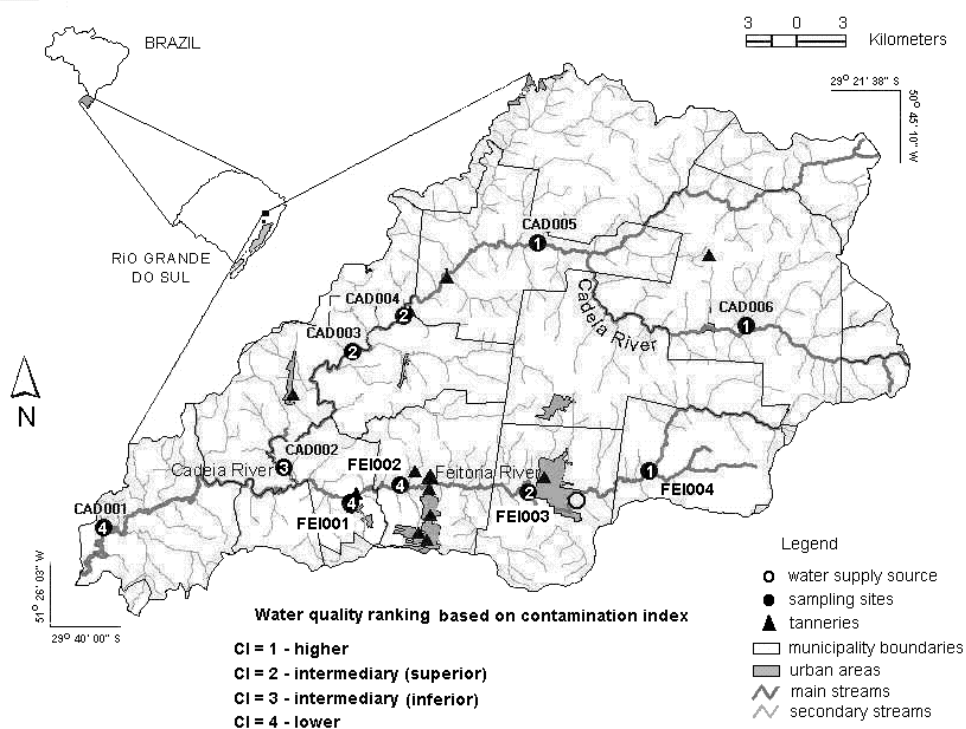 BRAZIL
3 0 3
Kilometers
29° 21' 38" S
50° 45' 10" W
RIO GRANDE
DO SUL
N
CAD005
1
CAD004
2
CAD003
2
CAD006
1
Cadeia River
CAD002
3
Cadeia River
FEI002
4
Feitoria River
1
FEI004
2
FEI003
4
FEI001
CAD001
4
51° 26' 03" W
29° 40' 00" S
Legend
water supply source
sampling sites
tanneries
municipality boundaries
urban areas
main streams
secondary streams
Water quality ranking based on contamination index
CI = 1 - higher
CI = 2 - intermediary (superior)
CI = 3 - intermediary (inferior)
CI = 4 - lower